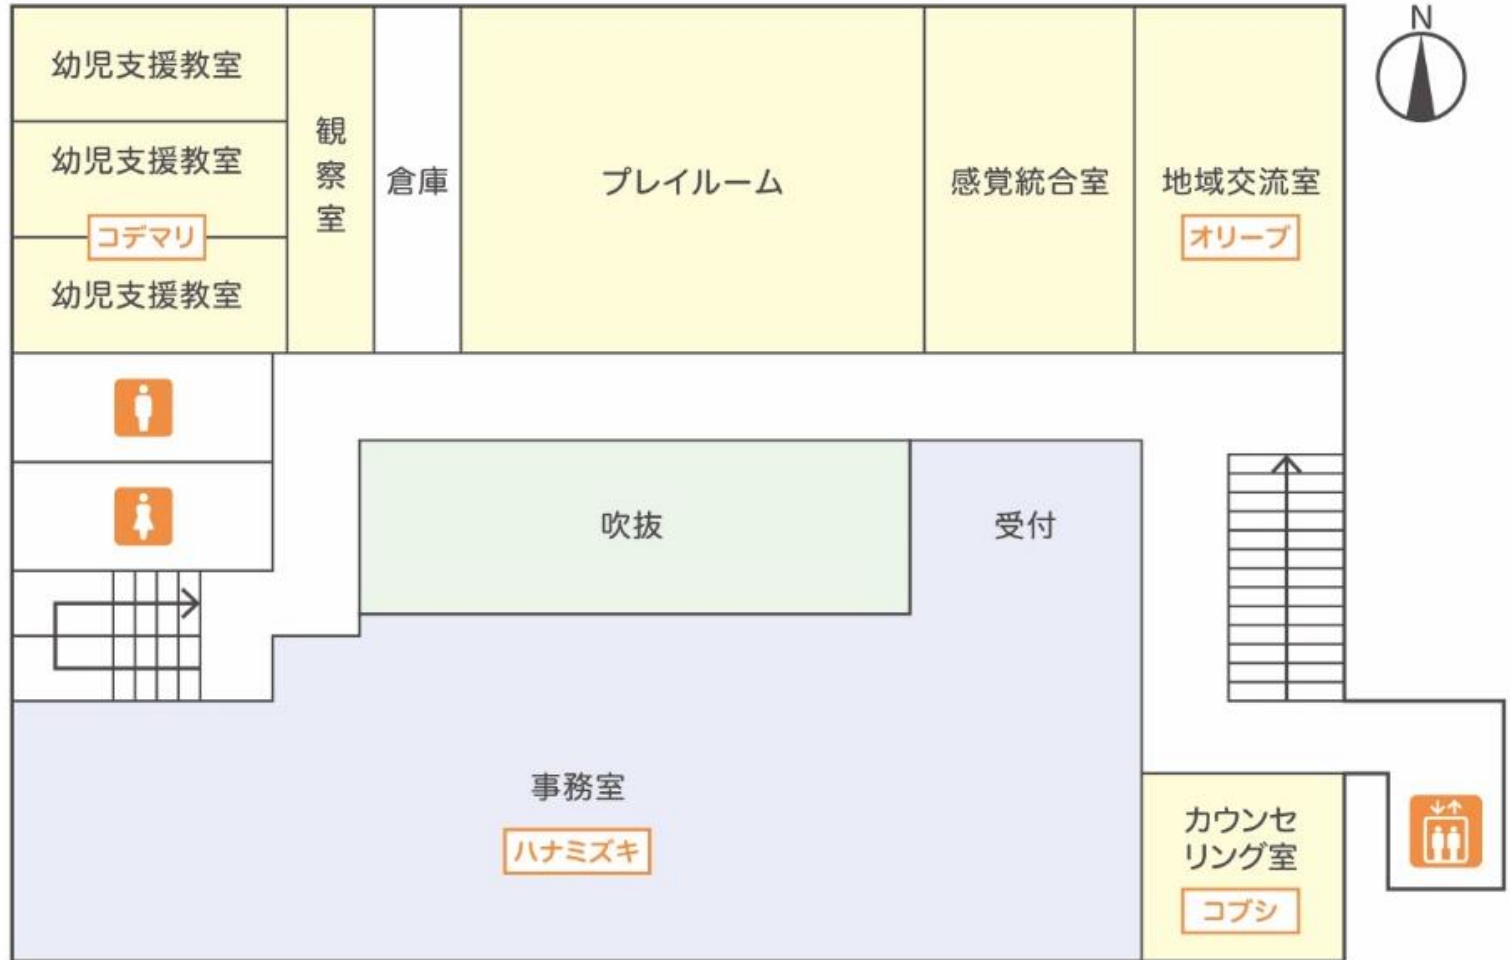 N
幼児支援教室
幼児支援教室
コデマリ
幼児支援教室
観察室
倉庫
プレイルーム
感覚統合室
地域交流室
オリーブ
吹抜
受付
事務室
ハナミズキ
カウンセ
リング室
コブシ